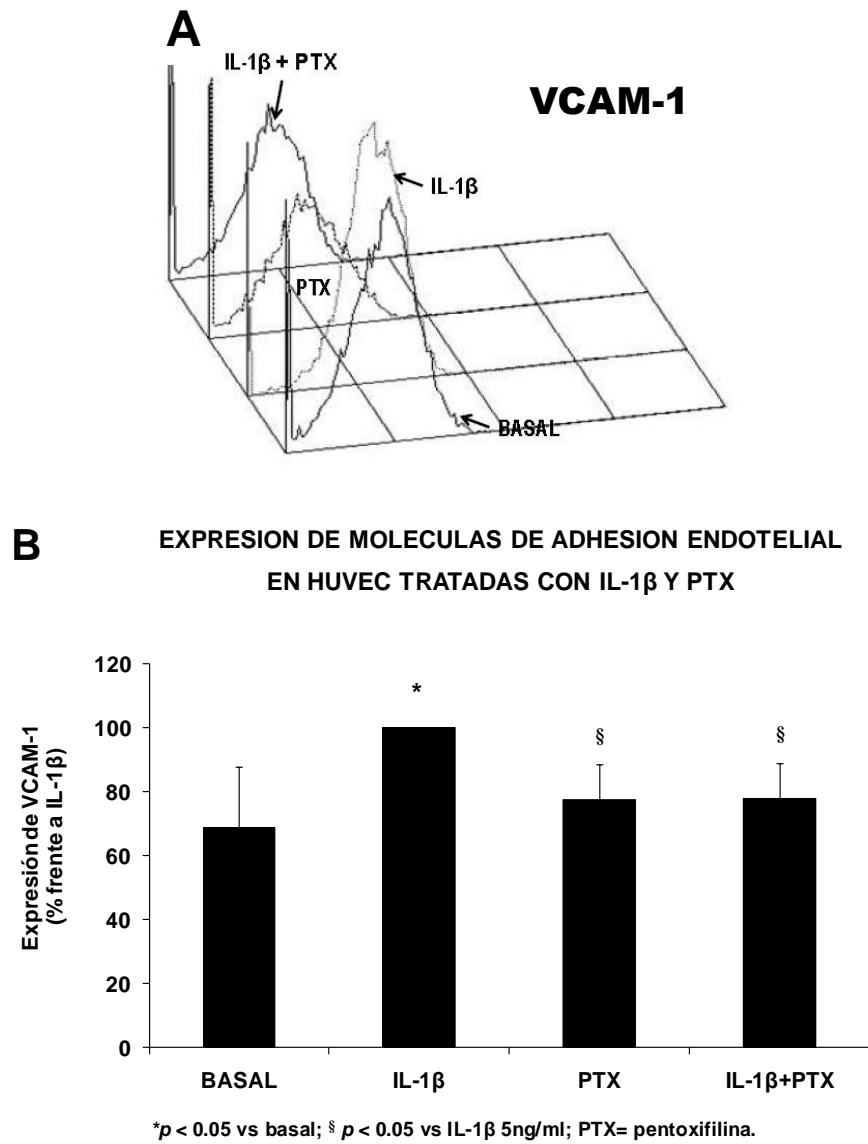 A
IL-1β + PTX
VCAM-1
IL-1β
PTX
BASAL
B
EXPRESION DE MOLECULAS DE ADHESION ENDOTELIAL
EN HUVEC TRATADAS CON IL-1β Y PTX
Expresión de VCAM-1
(% frente a IL-1β)
120
100
80
60
40
20
0
*
§
§
BASAL IL-1β PTX IL-1β+PTX
*p < 0.05 vs basal; § p < 0.05 vs IL-1β 5ng/ml; PTX= pentoxifilina.